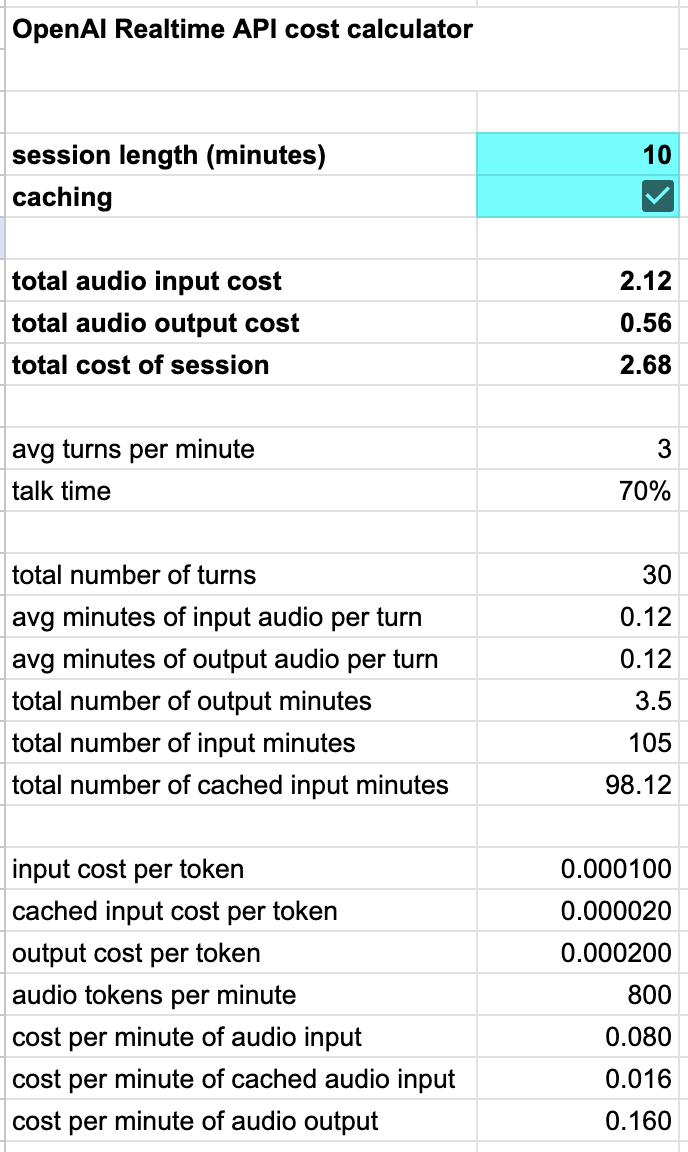 OpenAI Realtime API cost calculator
session length (minutes) 10
caching
total audio input cost 2.12
total audio output cost 0.56
total cost of session 2.68
avg turns per minute 3
talk time 70%
total number of turns 30
avg minutes of input audio per turn 0.12
avg minutes of output audio per turn 0.12
total number of output minutes 3.5
total number of input minutes 105
total number of cached input minutes 98.12
input cost per token 0.000100
cached input cost per token 0.000020
output cost per token 0.000200
audio tokens per minute 800
cost per minute of audio input 0.080
cost per minute of cached audio input 0.016
cost per minute of audio output 0.160